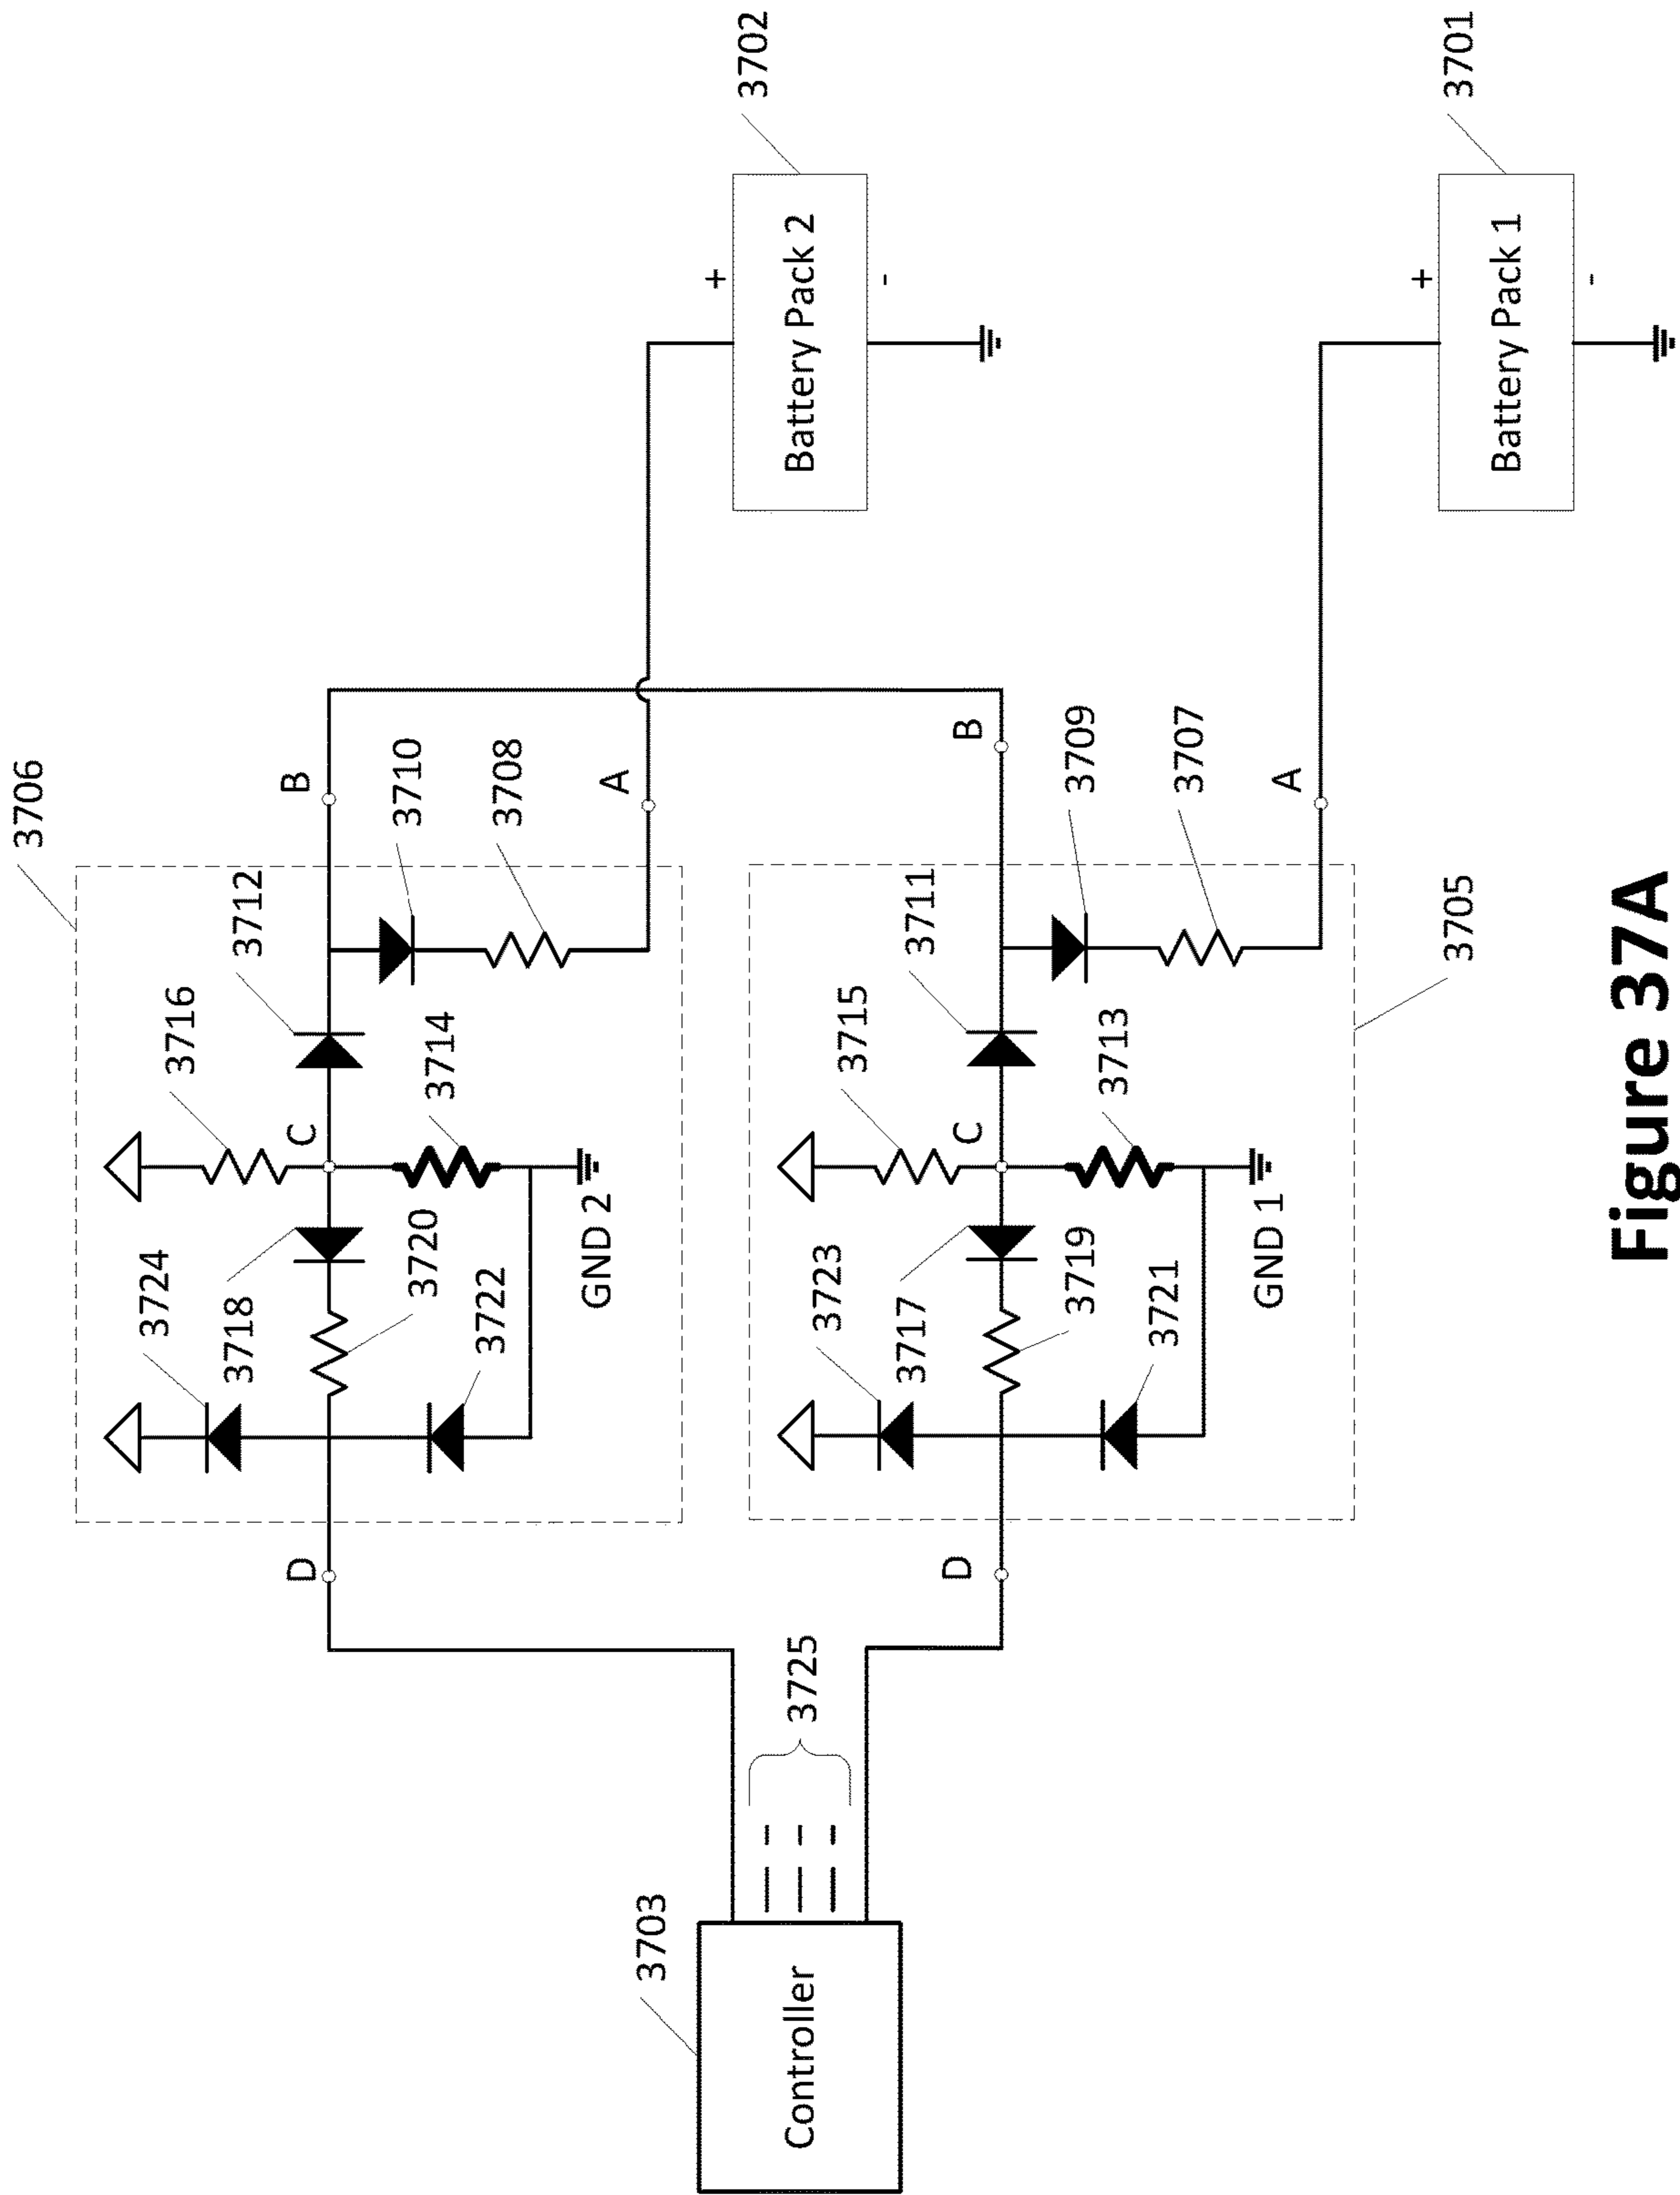 3706
3702
3701
B
3712
3710
3716
3708
C
3714
A
3724
3718
3720
3722
GND 2
D
+
Battery Pack 2
-
B
3711
3709
3715
3707
C
3713
A
3723
3717
3719
3721
GND 1
D
3705
+
Battery Pack 1
-
3725
3703
Controller
Figure 37A